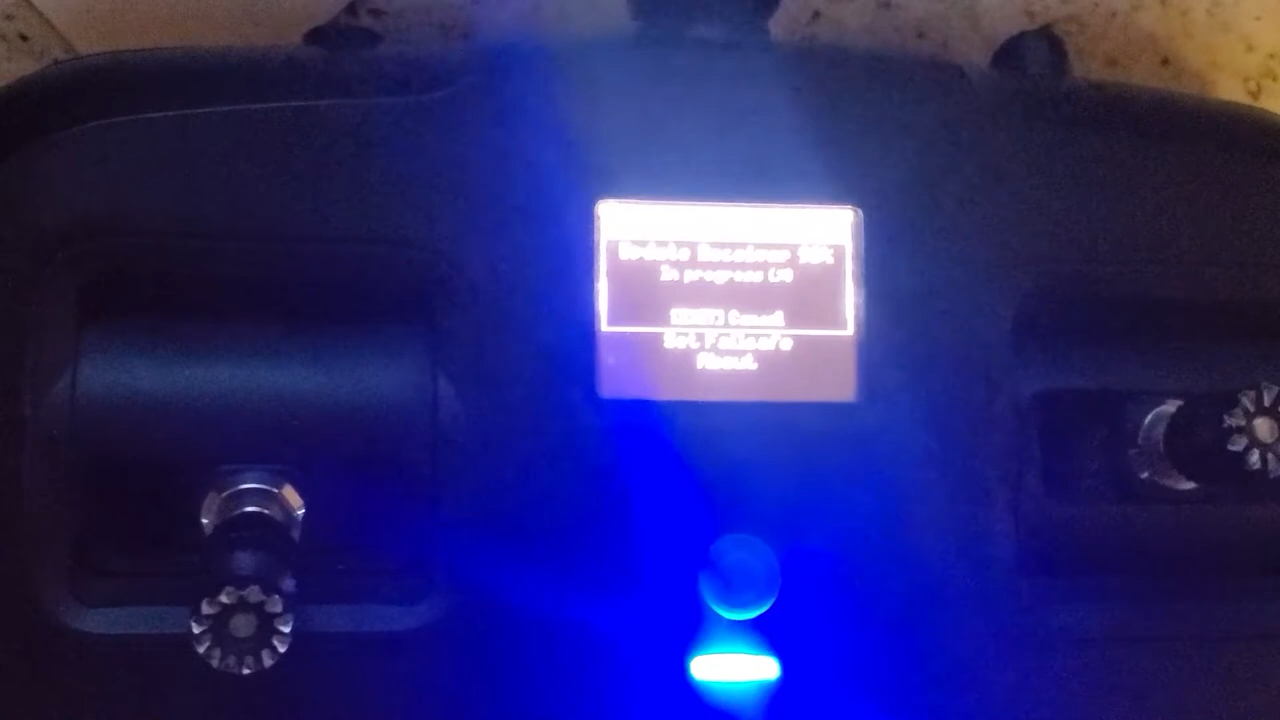 Update Receiver
In progress
[EXIT] Cancel
Set Failsafe
About